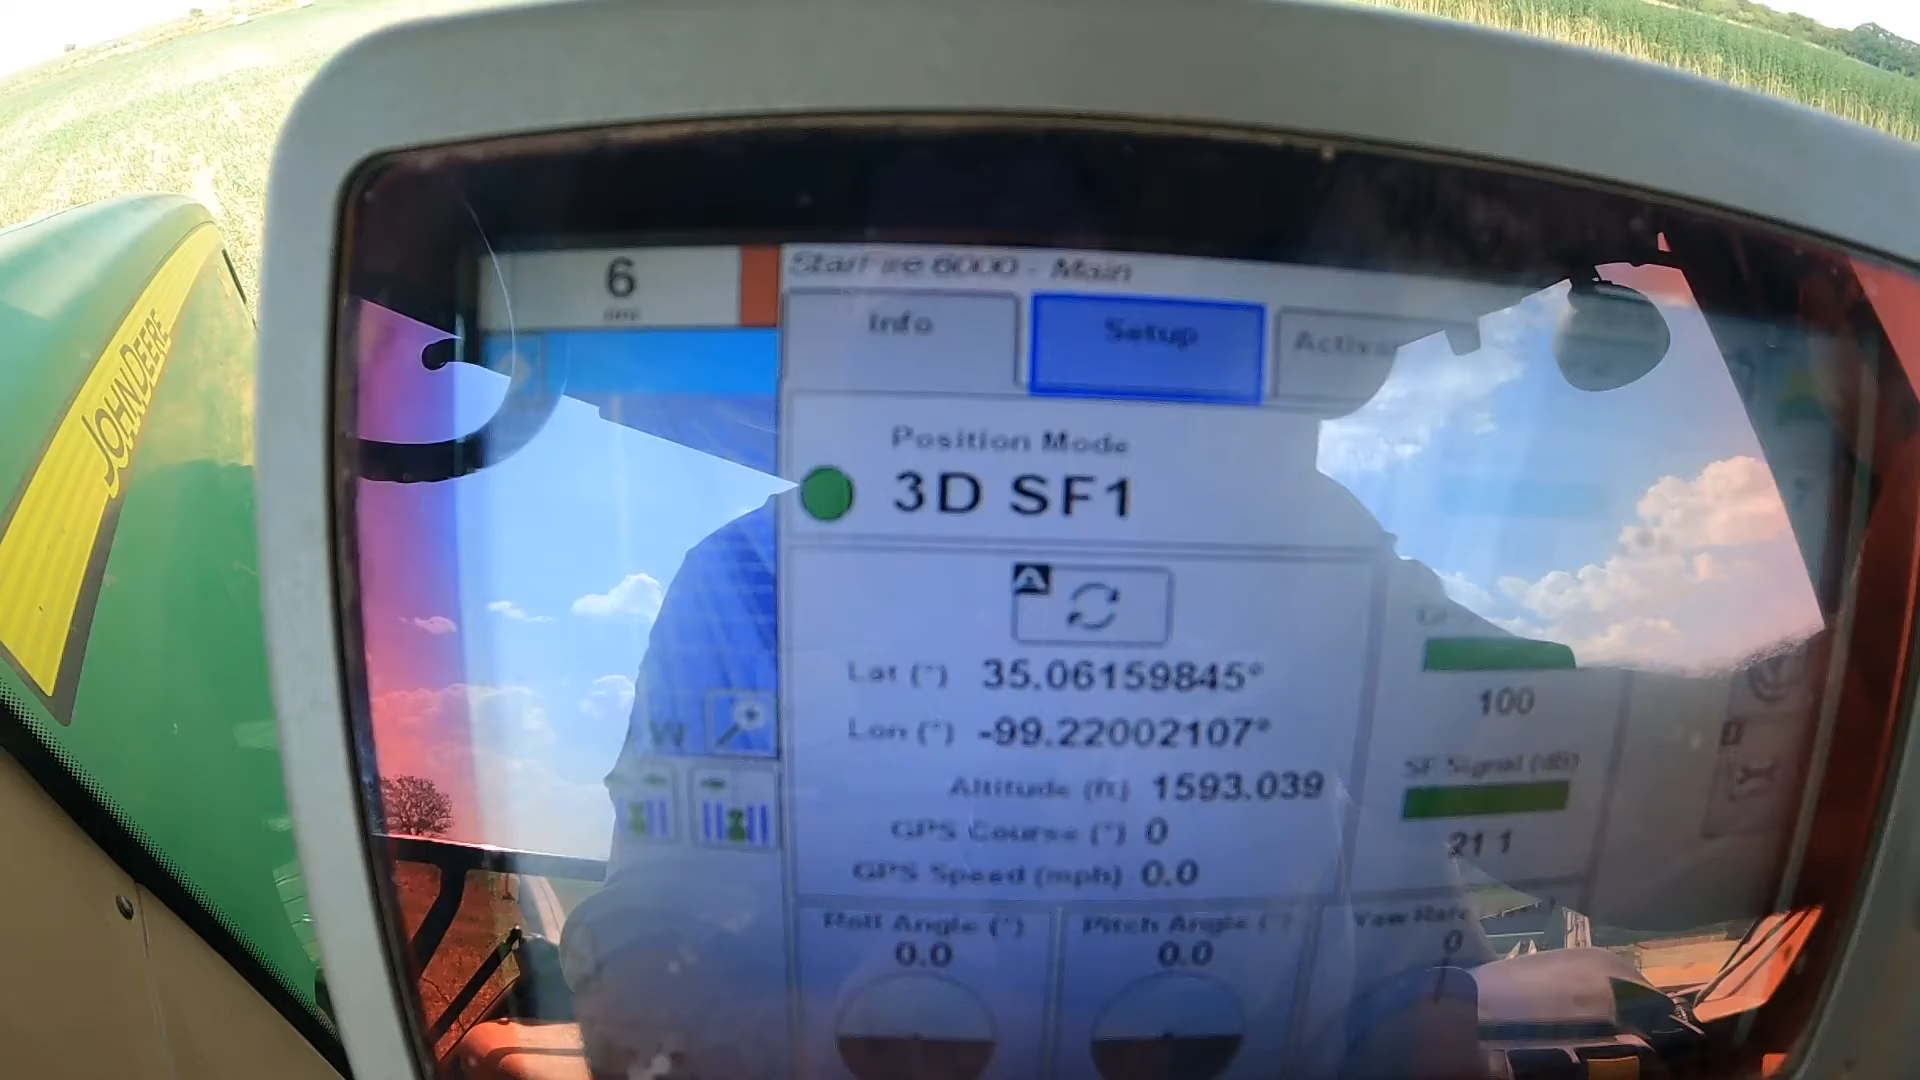 JOHN DEERE
6
StarFire 6000 - Main
Info
Setup
Position Mode
3D SF1
A
Lat (°) 35.06159845°
Lon (°) -99.22002107°
Altitude (ft) 1593.039
GPS Course (°) 0
GPS Speed (mph) 0.0
W
100
SF Signal (dB)
21 1
Roll Angle (°)
0.0
Pitch Angle (°)
0.0
Yaw Rate
0